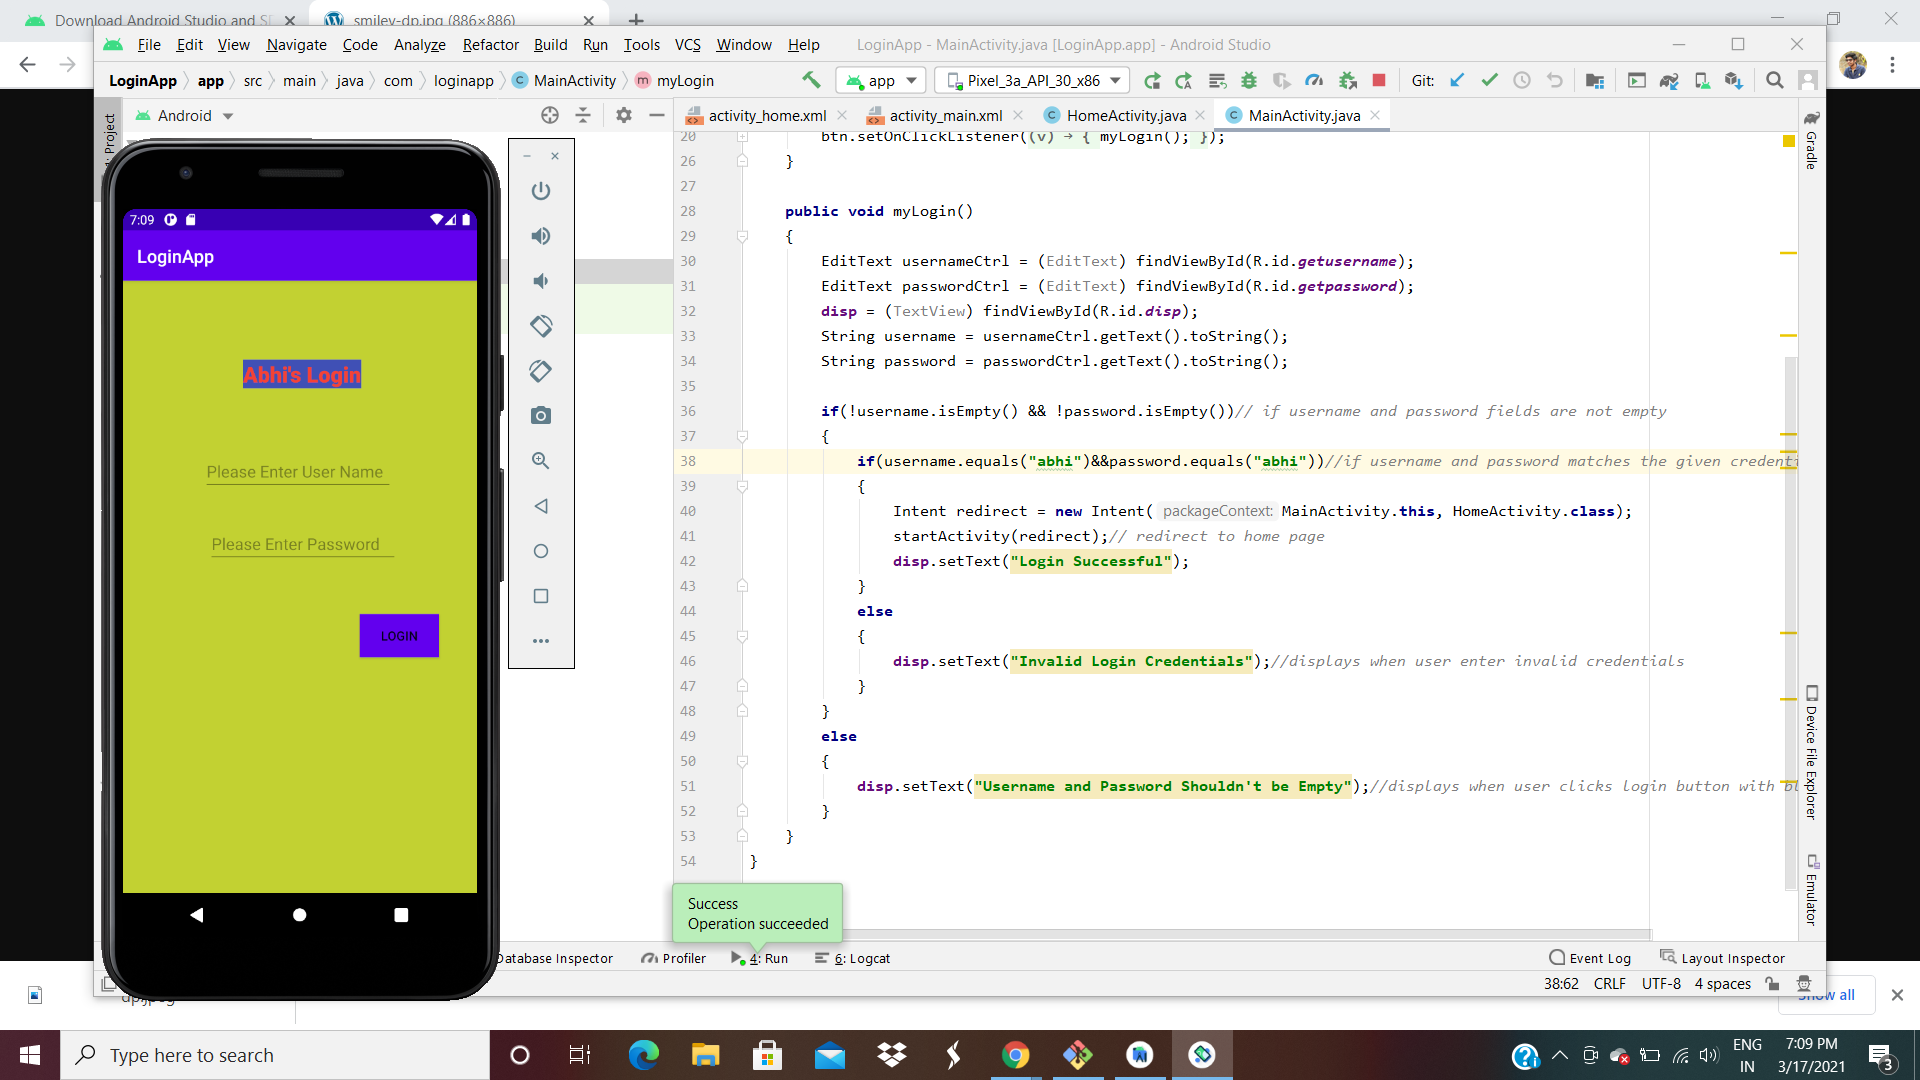 Download Android Studio and S
smiley-dp.jpg (886×886)
File Edit View Navigate Code Analyze Refactor Build Run Tools VCS Window Help LoginApp - MainActivity.java [LoginApp.app] - Android Studio
LoginApp app src main java com loginapp MainActivity myLogin app Pixel_3a_API_30_x86 Git:
Android
1: Project
activity_home.xml activity_main.xml HomeActivity.java MainActivity.java
Gradle
20 btn.setOnClickListener((v) → { myLogin(); });
26 }
27
28 public void myLogin()
29 {
30 EditText usernameCtrl = (EditText) findViewById(R.id.getusername);
31 EditText passwordCtrl = (EditText) findViewById(R.id.getpassword);
32 disp = (TextView) findViewById(R.id.disp);
33 String username = usernameCtrl.getText().toString();
34 String password = passwordCtrl.getText().toString();
35
36 if(!username.isEmpty() && !password.isEmpty())// if username and password fields are not empty
37 {
38 if(username.equals("abhi")&&password.equals("abhi"))//if username and password matches the given credenti
39 {
40 Intent redirect = new Intent( packageContext: MainActivity.this, HomeActivity.class);
41 startActivity(redirect);// redirect to home page
42 disp.setText("Login Successful");
43 }
44 else
45 {
46 disp.setText("Invalid Login Credentials");//displays when user enter invalid credentials
47 }
48 }
49 else
50 {
51 disp.setText("Username and Password Shouldn't be Empty");//displays when user clicks login button with bl
52 }
53 }
54 }
7:09
LoginApp
Abhi's Login
Please Enter User Name
Please Enter Password
LOGIN
Device File Explorer
Emulator
Success
Operation succeeded
Database Inspector Profiler 4: Run 6: Logcat Event Log Layout Inspector
38:62 CRLF UTF-8 4 spaces
Show all
Type here to search
ENG
IN
7:09 PM
3/17/2021
3